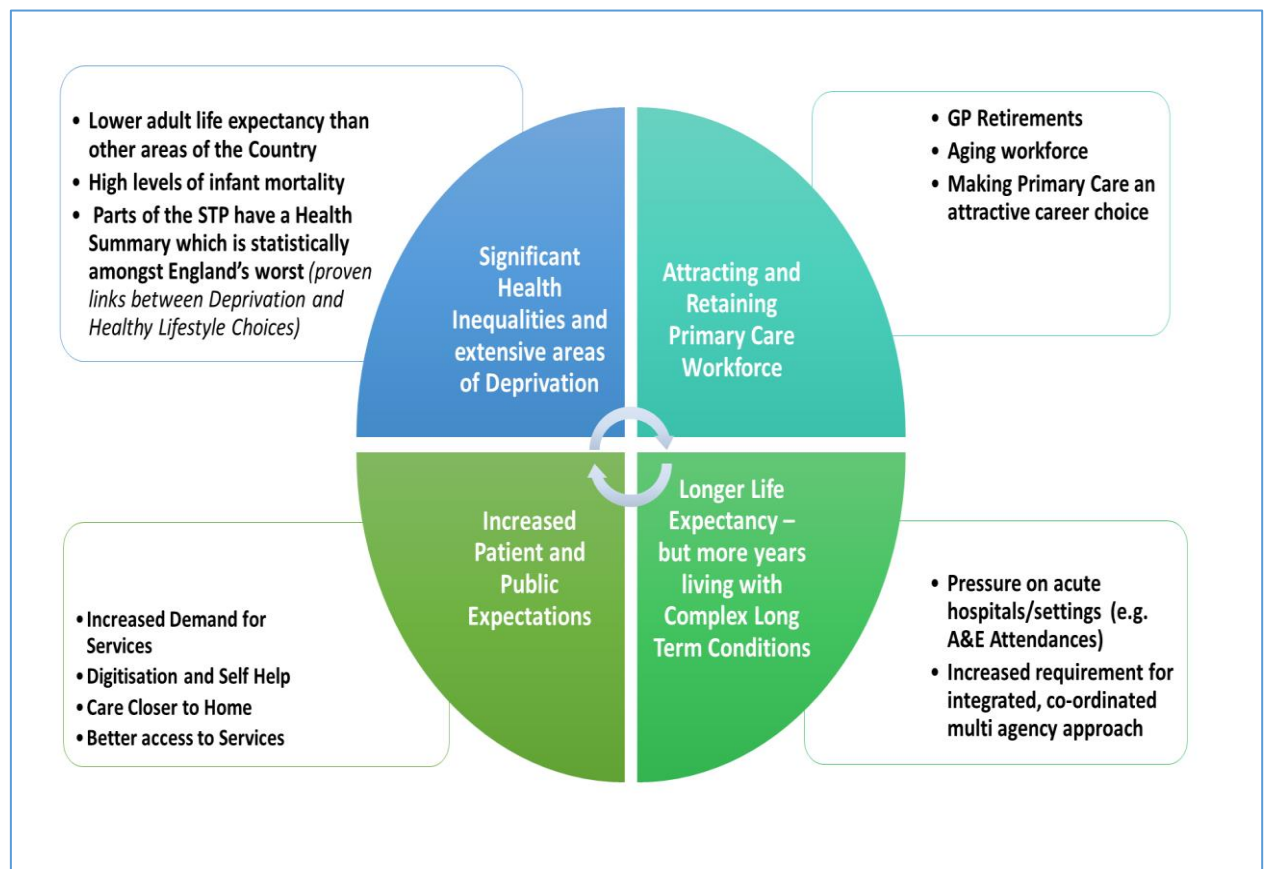 • Lower adult life expectancy than
other areas of the Country
• High levels of infant mortality
• Parts of the STP have a Health
Summary which is statistically
amongst England's worst (proven
links between Deprivation and
Healthy Lifestyle Choices)
Significant
Health
Inequalities and
extensive areas
of Deprivation
Attracting and
Retaining
Primary Care
Workforce
• GP Retirements
• Aging workforce
• Making Primary Care an
attractive career choice
• Increased Demand for
Services
• Digitisation and Self Help
• Care Closer to Home
• Better access to Services
Increased
Patient and
Public
Expectations
Longer Life
Expectancy –
but more years
living with
Complex Long
Term Conditions
• Pressure on acute
hospitals/settings (e.g.
A&E Attendances)
• Increased requirement for
integrated, co-ordinated
multi agency approach